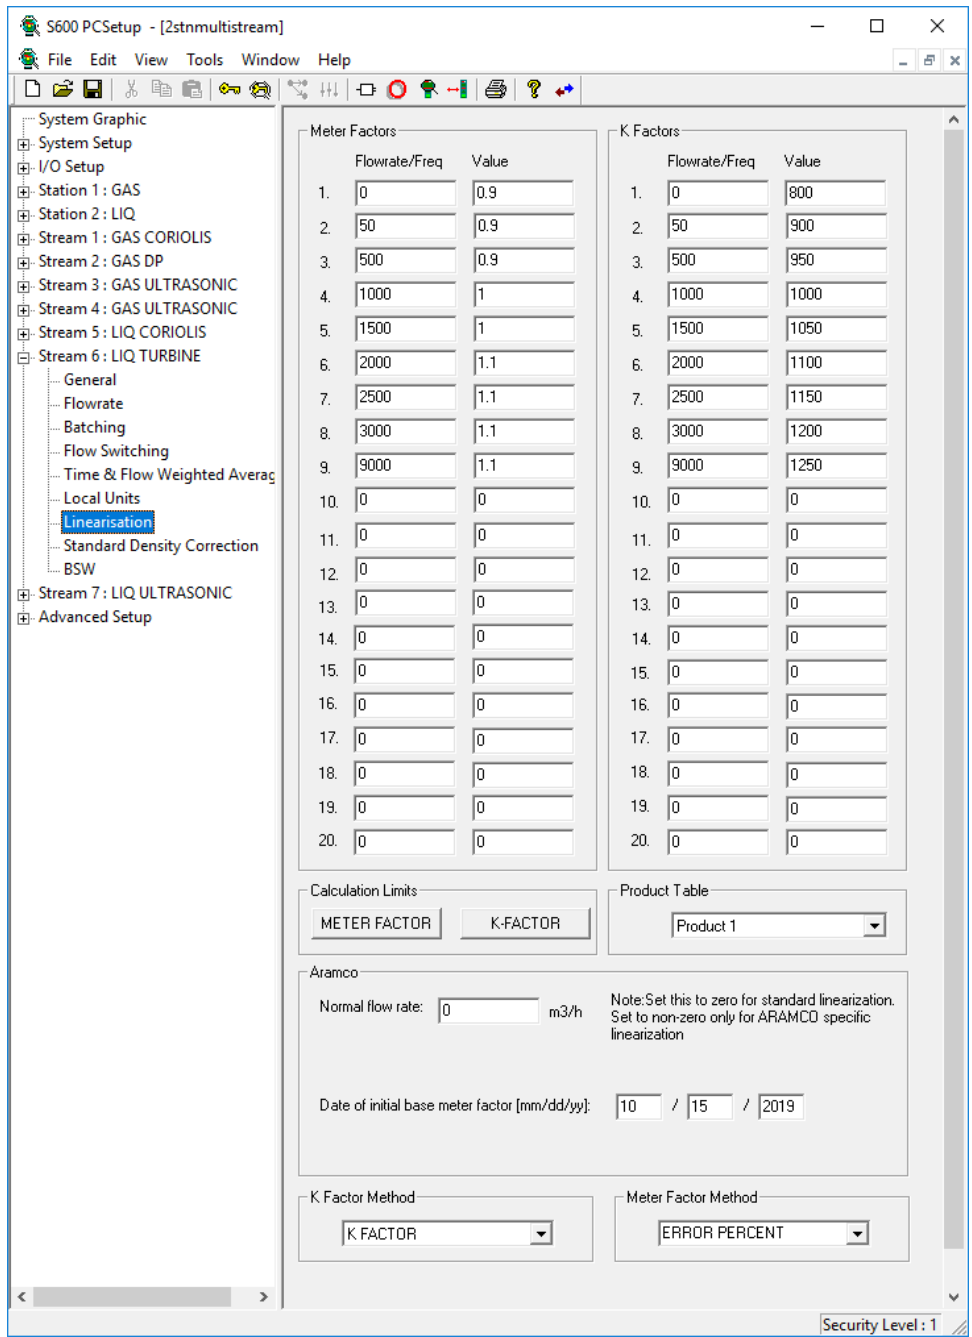 S600 PCSetup - [2stnmultistream]
File Edit View Tools Window Help
System Graphic
System Setup
I/O Setup
Station 1 : GAS
Station 2 : LIQ
Stream 1 : GAS CORIOLIS
Stream 2 : GAS DP
Stream 3 : GAS ULTRASONIC
Stream 4 : GAS ULTRASONIC
Stream 5 : LIQ CORIOLIS
Stream 6 : LIQ TURBINE
General
Flowrate
Batching
Flow Switching
Time & Flow Weighted Averag
Local Units
Linearisation
Standard Density Correction
BSW
Stream 7 : LIQ ULTRASONIC
Advanced Setup
Meter Factors
Flowrate/Freq Value
1. 0 0.9
2. 50 0.9
3. 500 0.9
4. 1000 1
5. 1500 1
6. 2000 1.1
7. 2500 1.1
8. 3000 1.1
9. 9000 1.1
10. 0 0
11. 0 0
12. 0 0
13. 0 0
14. 0 0
15. 0 0
16. 0 0
17. 0 0
18. 0 0
19. 0 0
20. 0 0
K Factors
Flowrate/Freq Value
1. 0 800
2. 50 900
3. 500 950
4. 1000 1000
5. 1500 1050
6. 2000 1100
7. 2500 1150
8. 3000 1200
9. 9000 1250
10. 0 0
11. 0 0
12. 0 0
13. 0 0
14. 0 0
15. 0 0
16. 0 0
17. 0 0
18. 0 0
19. 0 0
20. 0 0
Calculation Limits
METER FACTOR K-FACTOR
Product Table
Product 1
Aramco
Normal flow rate: 0 m3/h
Note:Set this to zero for standard linearization.
Set to non-zero only for ARAMCO specific
linearization
Date of initial base meter factor [mm/dd/yy]: 10 / 15 / 2019
K Factor Method
K FACTOR
Meter Factor Method
ERROR PERCENT
Security Level : 1